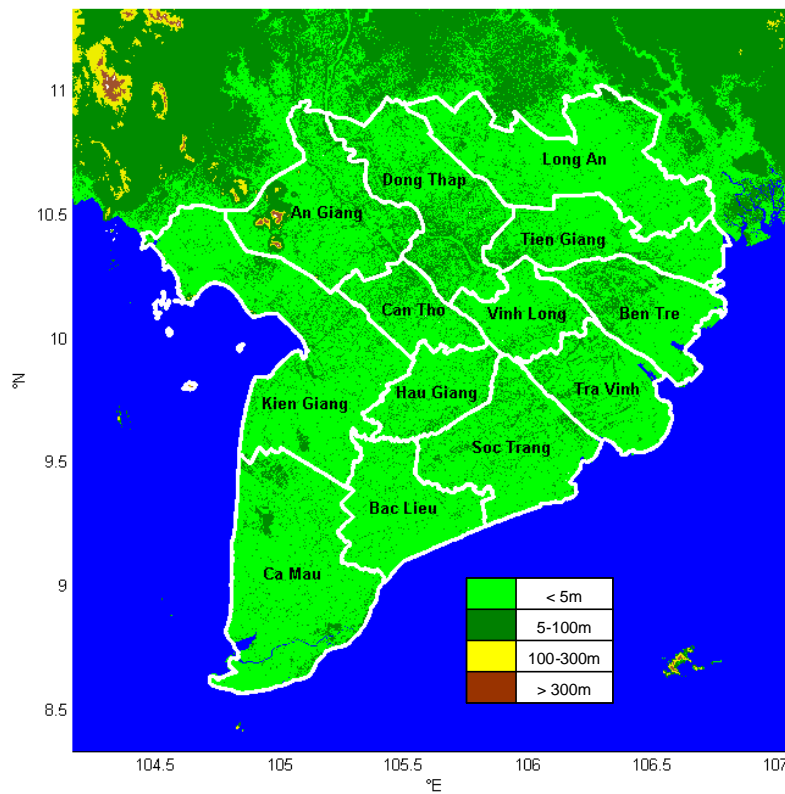 11
10.5
10
9.5
9
8.5
°N
Long An
Dong Thap
An Giang
Tien Giang
Can Tho
Vinh Long
Ben Tre
Hau Giang
Tra Vinh
Kien Giang
Soc Trang
Bac Lieu
Ca Mau
< 5m
5-100m
100-300m
> 300m
104.5
105
105.5
106
106.5
107
°E